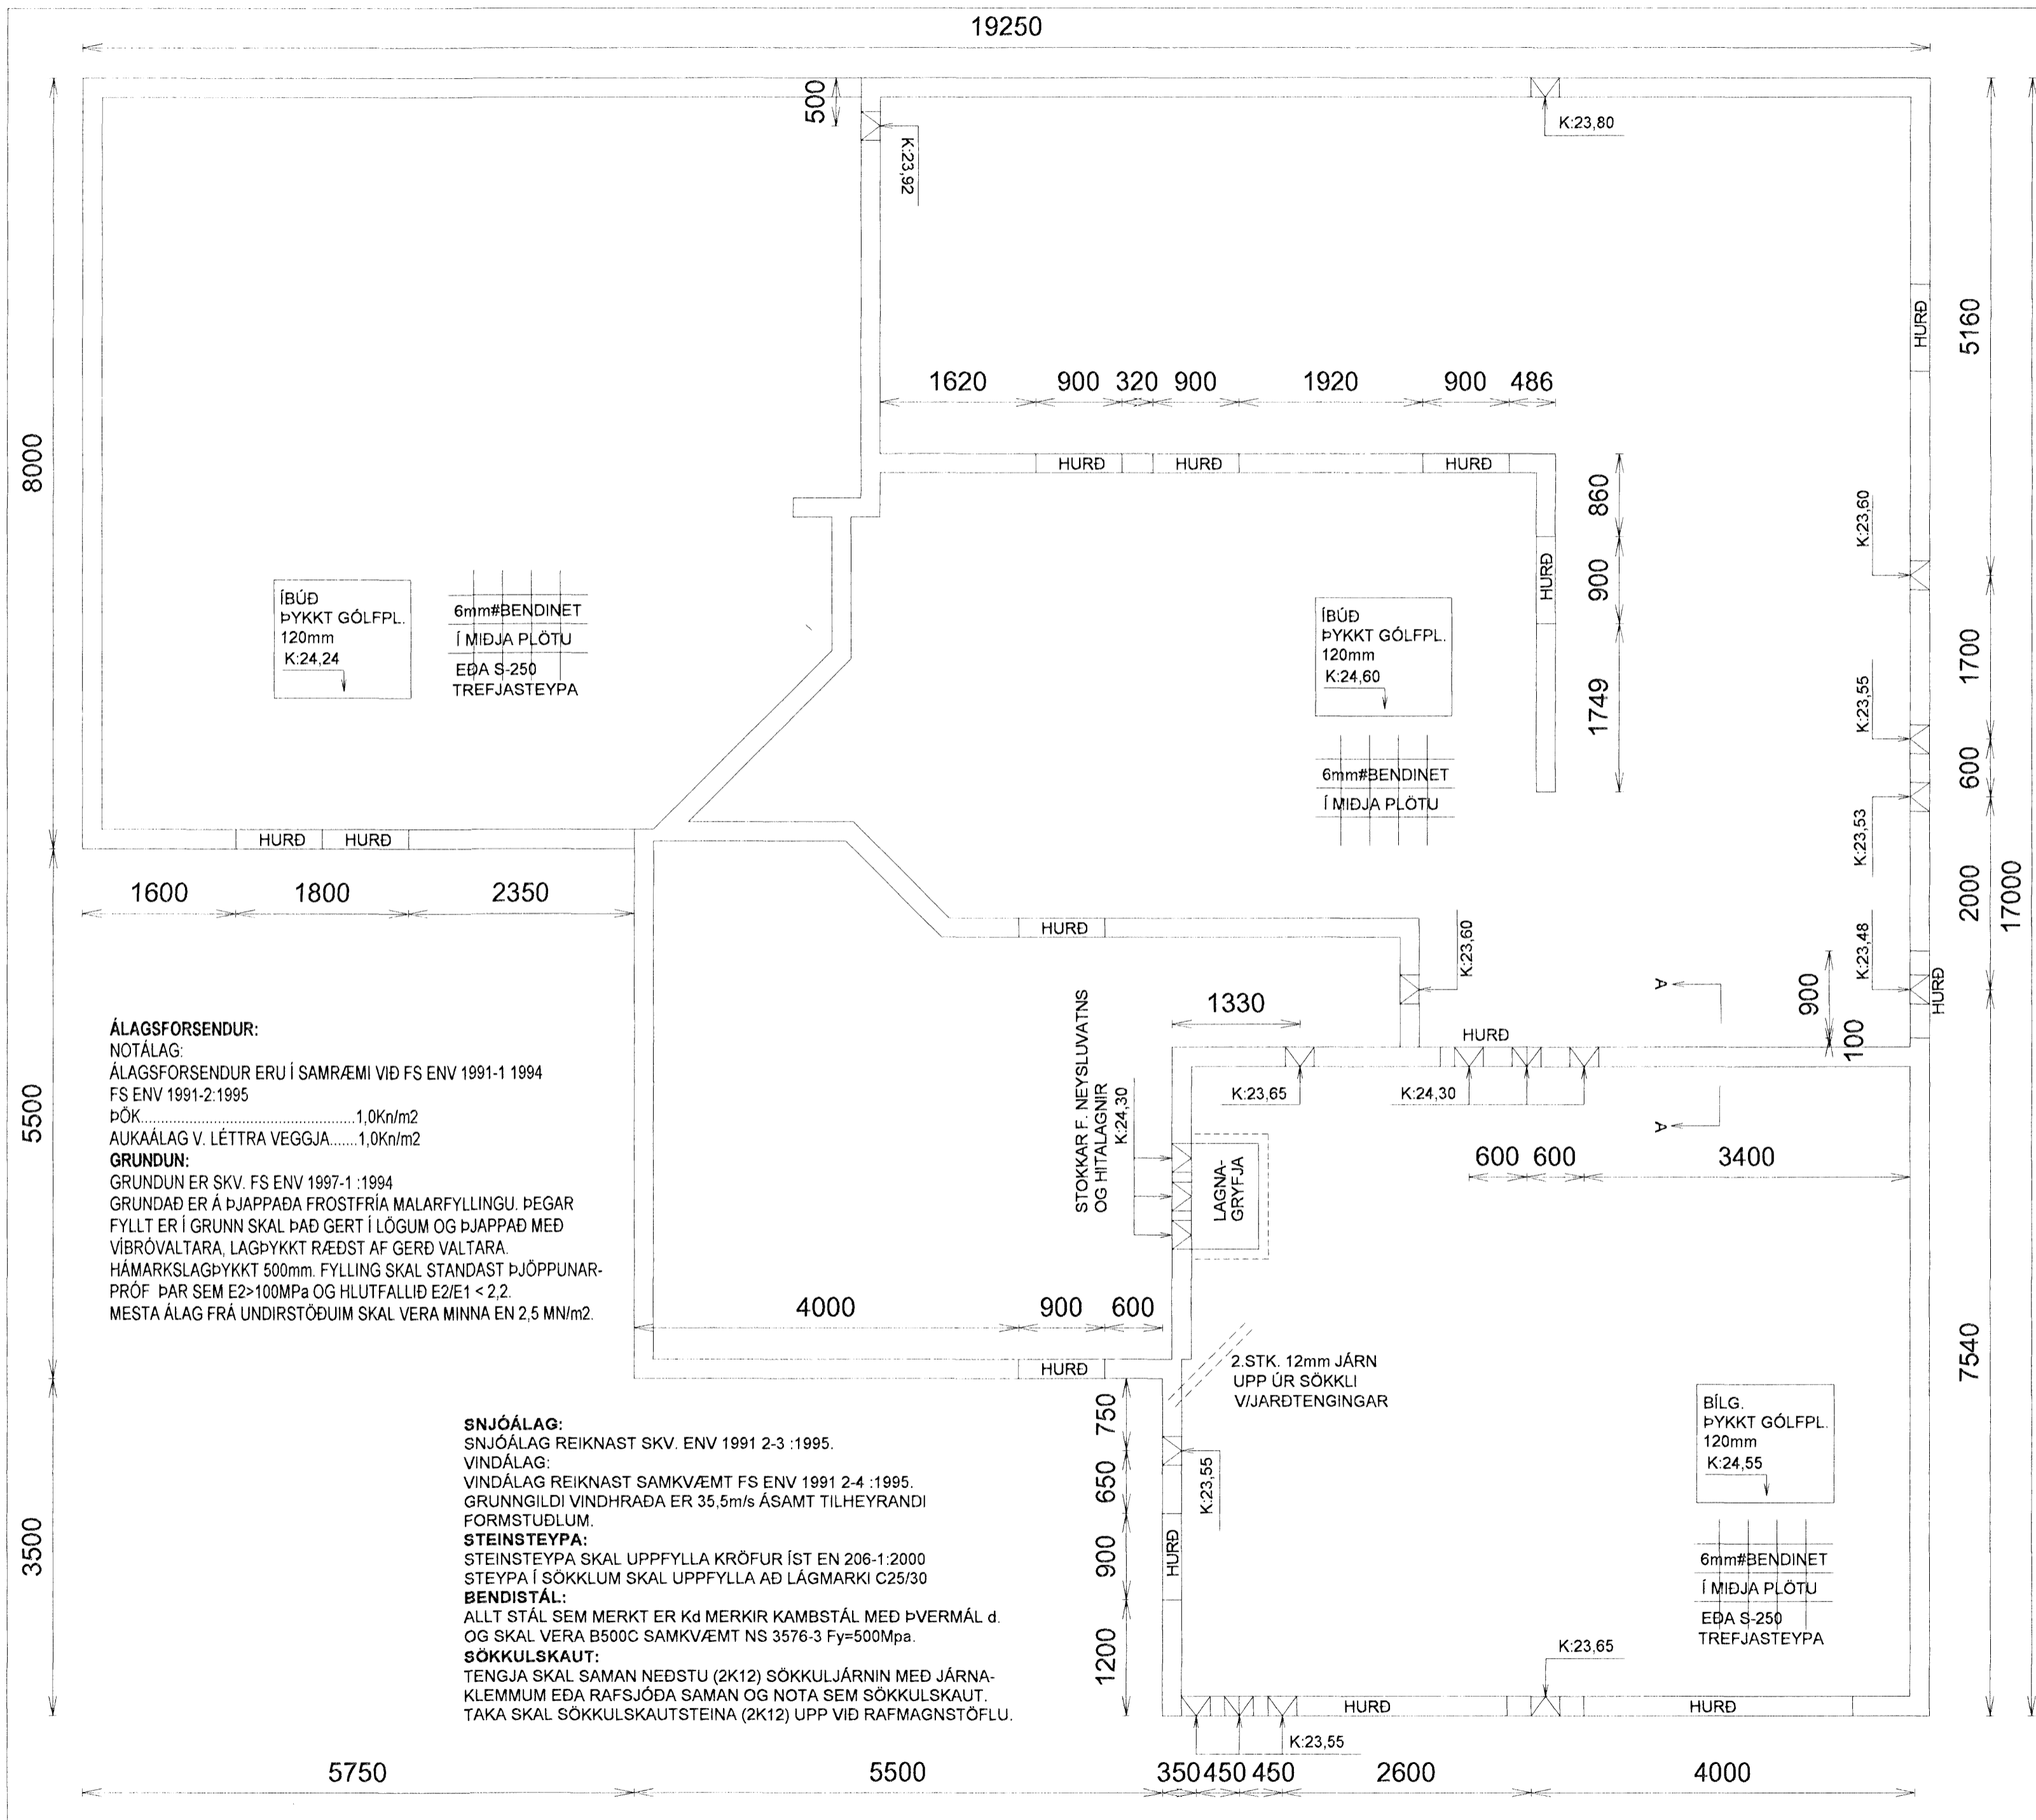 19250
500
K:23,92
K:23,80
HURÐ
5160
1620 900 320 900 1920 900 486
HURÐ HURÐ HURÐ
8000
860
900
1749
HURÐ
K:23,60
1700
K:23,55
600
K:23,53
2000
17000
K:23,48
HURÐ
ÍBÚÐ
ÞYKKT GÓLFPL.
120mm
K:24,24
6mm#BENDINET
Í MIÐJA PLÖTU
EÐA S-250
TREFJASTEYPA
ÍBÚÐ
ÞYKKT GÓLFPL.
120mm
K:24,60
6mm#BENDINET
Í MIÐJA PLÖTU
HURÐ HURÐ
1600 1800 2350
HURÐ
K:23,60
900
100
A
A
HURÐ
1330
K:23,65
K:24,30
600 600 3400
STOKKAR F. NEYSLUVATNS
OG HITALAGNIR
K:24,30
LAGNA-
GRYFJA
5500
ÁLAGSFORSENDUR:
NOTÁLAG:
ÁLAGSFORSENDUR ERU Í SAMRÆMI VIÐ FS ENV 1991-1 1994
FS ENV 1991-2:1995
ÞÖK.................................................1,0Kn/m2
AUKAÁLAG V. LÉTTRA VEGGJA.......1,0Kn/m2
GRUNDUN:
GRUNDUN ER SKV. FS ENV 1997-1 :1994
GRUNDAÐ ER Á ÞJAPPAÐA FROSTFRÍA MALARFYLLINGU. ÞEGAR
FYLLT ER Í GRUNN SKAL ÞAÐ GERT Í LÖGUM OG ÞJAPPAÐ MEÐ
VÍBRÓVALTARA, LAGÞYKKT RÆÐST AF GERÐ VALTARA.
HÁMARKSLAGÞYKKT 500mm. FYLLING SKAL STANDAST ÞJÖPPUNAR-
PRÓF ÞAR SEM E2>100MPa OG HLUTFALLIÐ E2/E1 < 2,2.
MESTA ÁLAG FRÁ UNDIRSTÖÐUIM SKAL VERA MINNA EN 2,5 MN/m2.
4000 900 600
HURÐ
2.STK. 12mm JÁRN
UPP ÚR SÖKKLI
V/JARÐTENGINGAR
7540
750
650
900
1200
K:23,55
HURÐ
BÍLG.
ÞYKKT GÓLFPL.
120mm
K:24,55
6mm#BENDINET
Í MIÐJA PLÖTU
EÐA S-250
TREFJASTEYPA
3500
SNJÓÁLAG:
SNJÓÁLAG REIKNAST SKV. ENV 1991 2-3 :1995.
VINDÁLAG:
VINDÁLAG REIKNAST SAMKVÆMT FS ENV 1991 2-4 :1995.
GRUNNGILDI VINDHRAÐA ER 35,5m/s ÁSAMT TILHEYRANDI
FORMSTUÐLUM.
STEINSTEYPA:
STEINSTEYPA SKAL UPPFYLLA KRÖFUR ÍST EN 206-1:2000
STEYPA Í SÖKKLUM SKAL UPPFYLLA AÐ LÁGMARKI C25/30
BENDISTÁL:
ALLT STÁL SEM MERKT ER Kd MERKIR KAMBSTÁL MEÐ ÞVERMÁL d.
OG SKAL VERA B500C SAMKVÆMT NS 3576-3 Fy=500Mpa.
SÖKKULSKAUT:
TENGJA SKAL SAMAN NEÐSTU (2K12) SÖKKULJÁRNIN MEÐ JÁRNA-
KLEMMUM EÐA RAFSJÓÐA SAMAN OG NOTA SEM SÖKKULSKAUT.
TAKA SKAL SÖKKULSKAUTSTEINA (2K12) UPP VIÐ RAFMAGNSTÖFLU.
K:23,65
HURÐ HURÐ
K:23,55
5750 5500 350 450 450 2600 4000